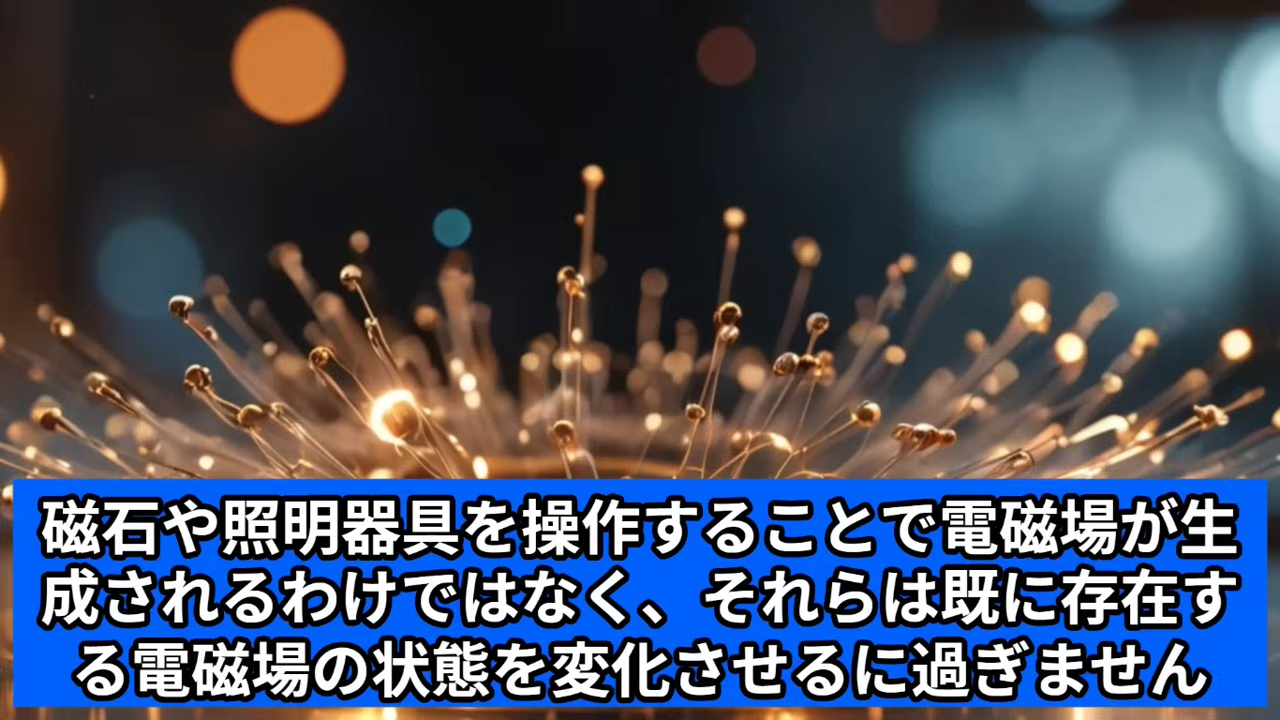 磁石や照明器具を操作することで電磁場が生
成されるわけではなく、それらは既に存在す
る電磁場の状態を変化させるに過ぎません